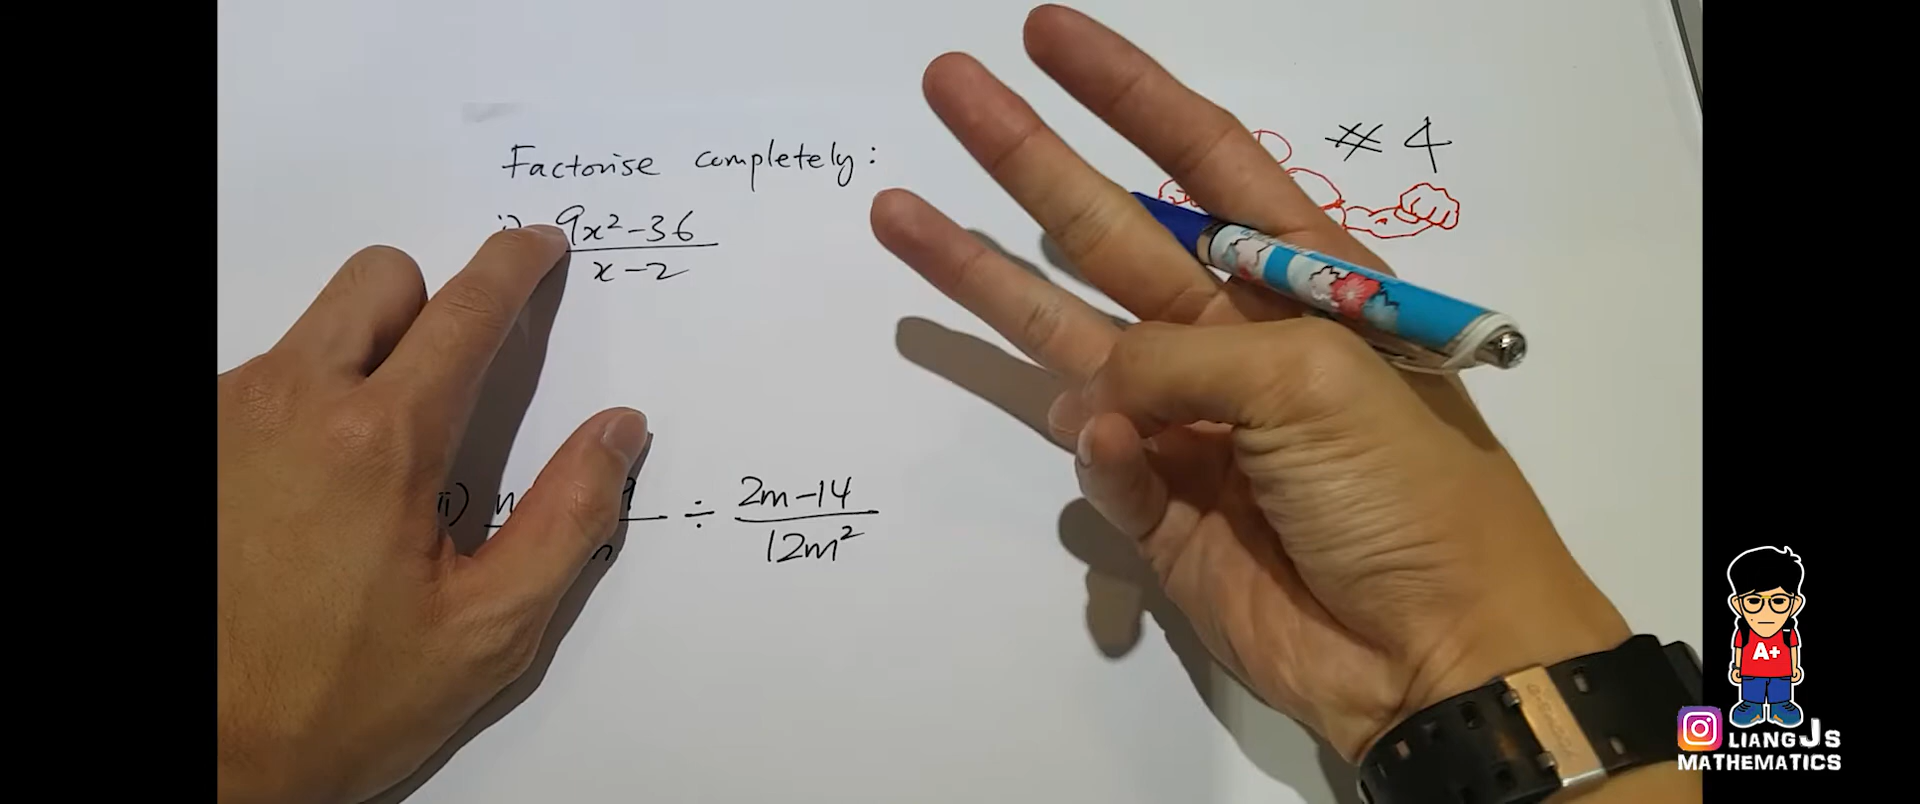 Factorise completely:
# 4
i) 9x²-36
x-2
ii) ÷ 2m-14
12m²
A+
LIANGJS
MATHEMATICS